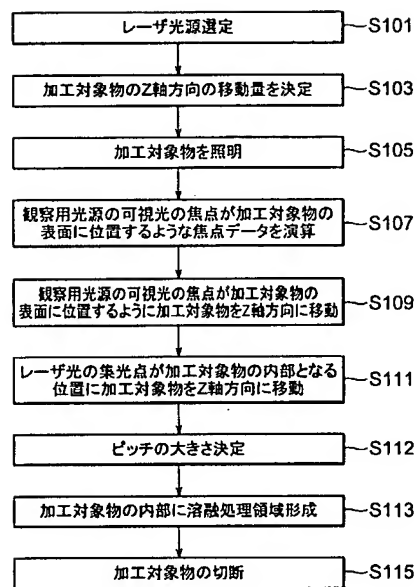 レーザ光源選定
S101
加工対象物のZ軸方向の移動量を決定
S103
加工対象物を照明
S105
観察用光源の可視光の焦点が加工対象物の
表面に位置するような焦点データを演算
S107
観察用光源の可視光の焦点が加工対象物の
表面に位置するように加工対象物をZ軸方向に移動
S109
レーザ光の集光点が加工対象物の内部となる
位置に加工対象物をZ軸方向に移動
S111
ピッチの大きさ決定
S112
加工対象物の内部に溶融処理領域形成
S113
加工対象物の切断
S115